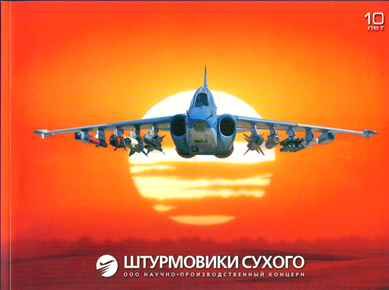 10
лет
ШТУРМОВИКИ СУХОГО
ООО НАУЧНО•ПРОИЗВОДСТВЕННЫЙ КОНЦЕРН